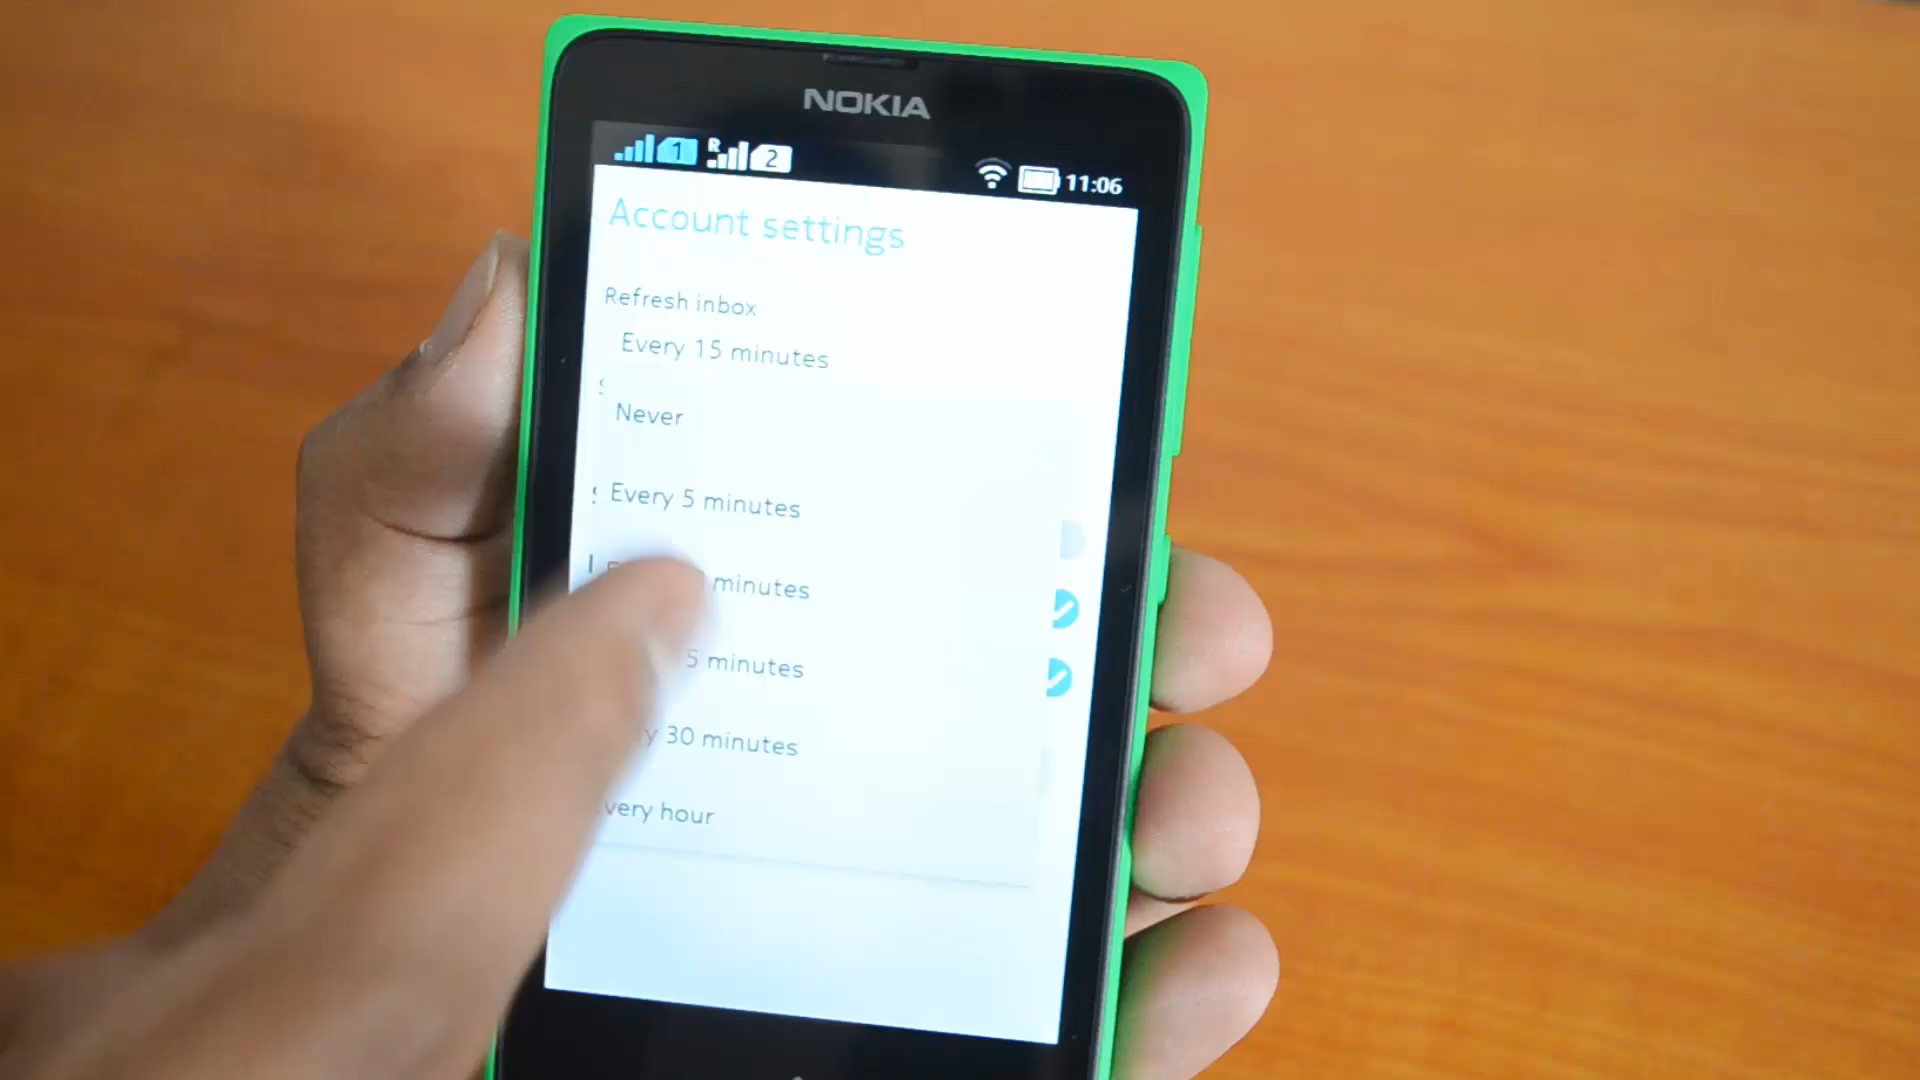 NOKIA
1 R 2 11:06
Account settings
Refresh inbox
Every 15 minutes
Never
Every 5 minutes
minutes
5 minutes
30 minutes
Every hour